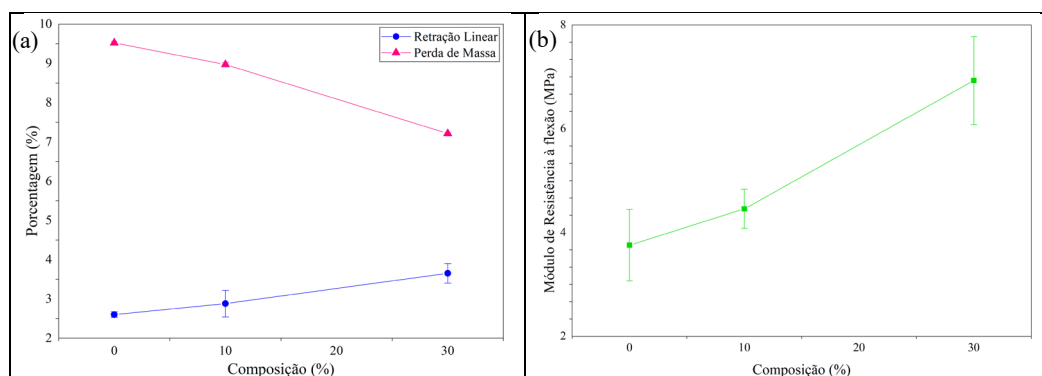 (a)
Retração Linear
Perda de Massa
Porcentagem (%)
10
9
8
7
6
5
4
3
2
0
10
20
30
Composição (%)
(b)
Módulo de Resistência à flexão (MPa)
8
6
4
2
0
10
20
30
Composição (%)